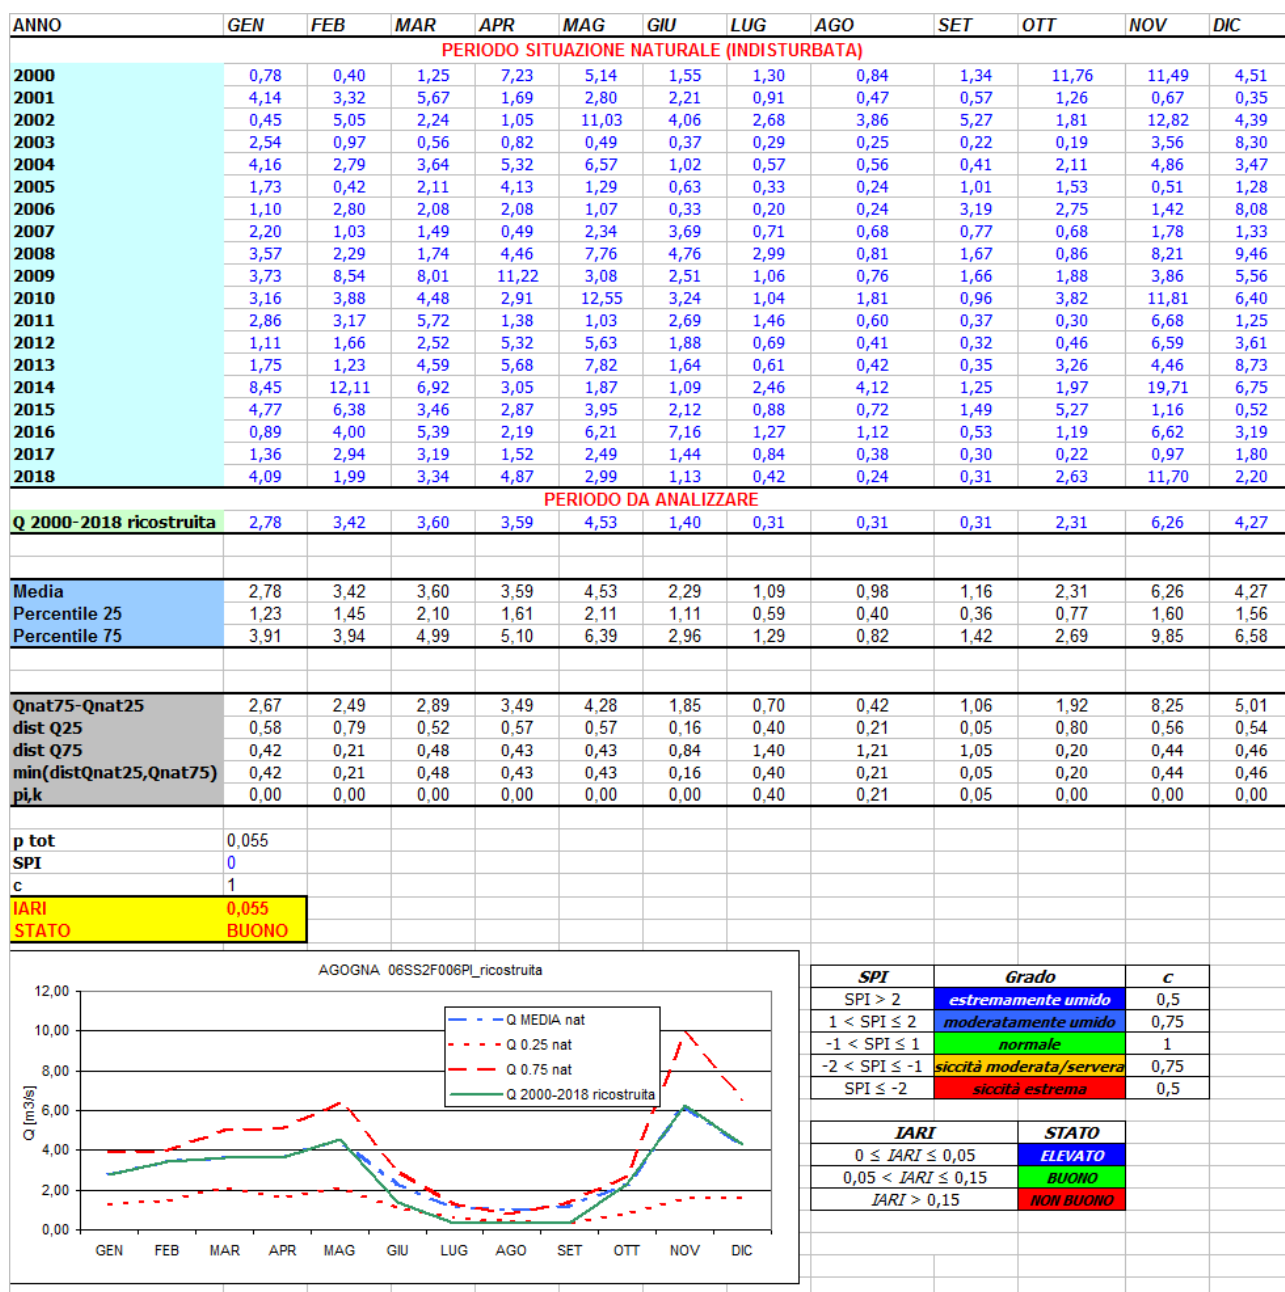 ANNO GEN FEB MAR APR MAG GIU LUG AGO SET OTT NOV DIC
PERIODO SITUAZIONE NATURALE (INDISTURBATA)
2000 0,78 0,40 1,25 7,23 5,14 1,55 1,30 0,84 1,34 11,76 11,49 4,51
2001 4,14 3,32 5,67 1,69 2,80 2,21 0,91 0,47 0,57 1,26 0,67 0,35
2002 0,45 5,05 2,24 1,05 11,03 4,06 2,68 3,86 5,27 1,81 12,82 4,39
2003 2,54 0,97 0,56 0,82 0,49 0,37 0,29 0,25 0,22 0,19 3,56 8,30
2004 4,16 2,79 3,64 5,32 6,57 1,02 0,57 0,56 0,41 2,11 4,86 3,47
2005 1,73 0,42 2,11 4,13 1,29 0,63 0,33 0,24 1,01 1,53 0,51 1,28
2006 1,10 2,80 2,08 2,08 1,07 0,33 0,20 0,24 3,19 2,75 1,42 8,08
2007 2,20 1,03 1,49 0,49 2,34 3,69 0,71 0,68 0,77 0,68 1,78 1,33
2008 3,57 2,29 1,74 4,46 7,76 4,76 2,99 0,81 1,67 0,86 8,21 9,46
2009 3,73 8,54 8,01 11,22 3,08 2,51 1,06 0,76 1,66 1,88 3,86 5,56
2010 3,16 3,88 4,48 2,91 12,55 3,24 1,04 1,81 0,96 3,82 11,81 6,40
2011 2,86 3,17 5,72 1,38 1,03 2,69 1,46 0,60 0,37 0,30 6,68 1,25
2012 1,11 1,66 2,52 5,32 5,63 1,88 0,69 0,41 0,32 0,46 6,59 3,61
2013 1,75 1,23 4,59 5,68 7,82 1,64 0,61 0,42 0,35 3,26 4,46 8,73
2014 8,45 12,11 6,92 3,05 1,87 1,09 2,46 4,12 1,25 1,97 19,71 6,75
2015 4,77 6,38 3,46 2,87 3,95 2,12 0,88 0,72 1,49 5,27 1,16 0,52
2016 0,89 4,00 5,39 2,19 6,21 7,16 1,27 1,12 0,53 1,19 6,62 3,19
2017 1,36 2,94 3,19 1,52 2,49 1,44 0,84 0,38 0,30 0,22 0,97 1,80
2018 4,09 1,99 3,34 4,87 2,99 1,13 0,42 0,24 0,31 2,63 11,70 2,20
PERIODO DA ANALIZZARE
Q 2000-2018 ricostruita 2,78 3,42 3,60 3,59 4,53 1,40 0,31 0,31 0,31 2,31 6,26 4,27
Media 2,78 3,42 3,60 3,59 4,53 2,29 1,09 0,98 1,16 2,31 6,26 4,27
Percentile 25 1,23 1,45 2,10 1,61 2,11 1,11 0,59 0,40 0,36 0,77 1,60 1,56
Percentile 75 3,91 3,94 4,99 5,10 6,39 2,96 1,29 0,82 1,42 2,69 9,85 6,58
Qnat75-Qnat25 2,67 2,49 2,89 3,49 4,28 1,85 0,70 0,42 1,06 1,92 8,25 5,01
dist Q25 0,58 0,79 0,52 0,57 0,57 0,16 0,40 0,21 0,05 0,80 0,56 0,54
dist Q75 0,42 0,21 0,48 0,43 0,43 0,84 1,40 1,21 1,05 0,20 0,44 0,46
min(distQnat25,Qnat75) 0,42 0,21 0,48 0,43 0,43 0,16 0,40 0,21 0,05 0,20 0,44 0,46
pi,k 0,00 0,00 0,00 0,00 0,00 0,00 0,40 0,21 0,05 0,00 0,00 0,00
p tot 0,055
SPI 0
c 1
IARI 0,055
STATO BUONO
AGOGNA 06SS2F006PI_ricostruita
Q [m3/s]
12,00
10,00
8,00
6,00
4,00
2,00
0,00
GEN FEB MAR APR MAG GIU LUG AGO SET OTT NOV DIC
Q MEDIA nat
Q 0.25 nat
Q 0.75 nat
Q 2000-2018 ricostruita
SPI Grado c
SPI > 2 estremamente umido 0,5
1 < SPI ≤ 2 moderatamente umido 0,75
-1 < SPI ≤ 1 normale 1
-2 < SPI ≤ -1 siccità moderata/servera 0,75
SPI ≤ -2 siccità estrema 0,5
IARI STATO
0 ≤ IARI ≤ 0,05 ELEVATO
0,05 < IARI ≤ 0,15 BUONO
IARI > 0,15 NON BUONO